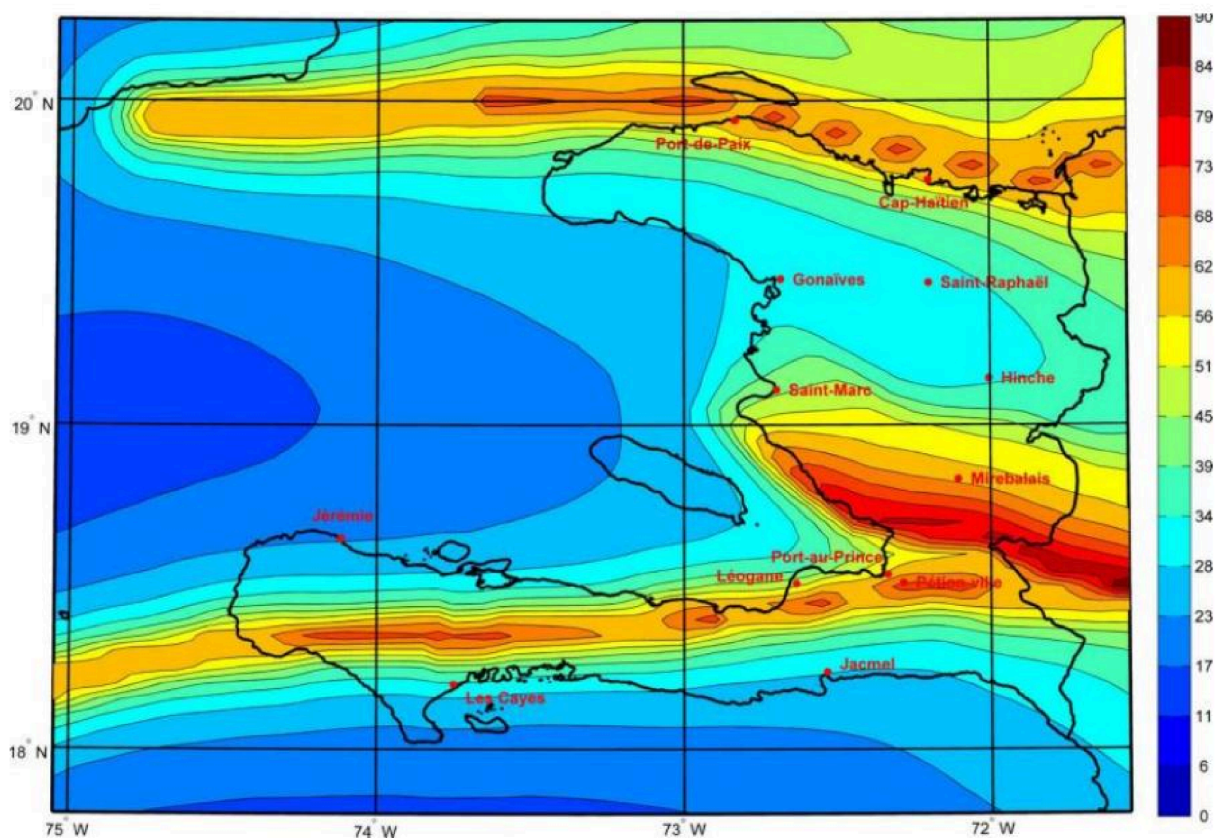 90
84
79
73
68
62
56
51
45
39
34
28
23
17
11
6
0
20° N
19° N
18° N
75° W
74° W
73° W
72° W
Port-de-Paix
Cap-Haïtien
Gonaïves
Saint-Raphaël
Hinche
Saint-Marc
Mirebalais
Jérémie
Port-au-Prince
Léogane
Pétion-ville
Jacmel
Les Cayes